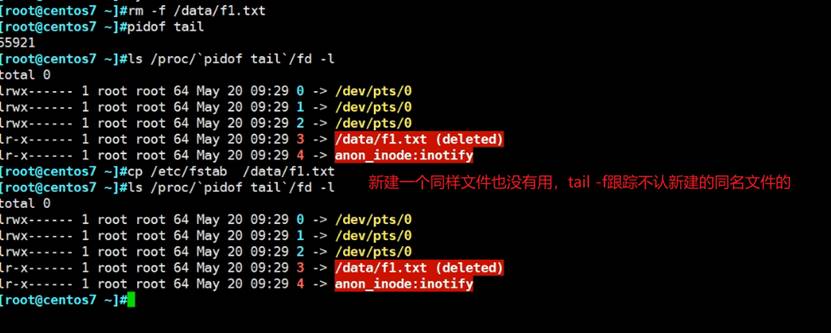 [root@centos7 ~]#rm -f /data/f1.txt
[root@centos7 ~]#pidof tail
55921
[root@centos7 ~]#ls /proc/`pidof tail`/fd -l
total 0
lrwx------ 1 root root 64 May 20 09:29 0 -> /dev/pts/0
lrwx------ 1 root root 64 May 20 09:29 1 -> /dev/pts/0
lrwx------ 1 root root 64 May 20 09:29 2 -> /dev/pts/0
lr-x------ 1 root root 64 May 20 09:29 3 -> /data/f1.txt (deleted)
lr-x------ 1 root root 64 May 20 09:29 4 -> anon_inode:inotify
[root@centos7 ~]#cp /etc/fstab  /data/f1.txt
[root@centos7 ~]#ls /proc/`pidof tail`/fd -l
新建一个同样文件也没有用，tail -f跟踪不认新建的同名文件的
total 0
lrwx------ 1 root root 64 May 20 09:29 0 -> /dev/pts/0
lrwx------ 1 root root 64 May 20 09:29 1 -> /dev/pts/0
lrwx------ 1 root root 64 May 20 09:29 2 -> /dev/pts/0
lr-x------ 1 root root 64 May 20 09:29 3 -> /data/f1.txt (deleted)
lr-x------ 1 root root 64 May 20 09:29 4 -> anon_inode:inotify
[root@centos7 ~]#